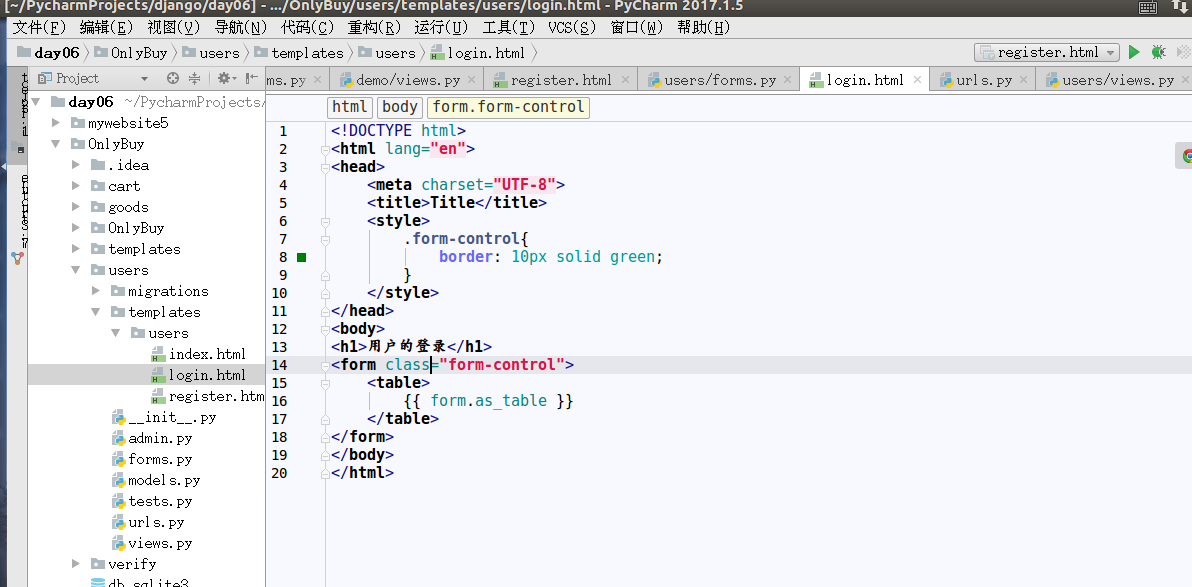 [~/PycharmProjects/django/day06] - .../OnlyBuy/users/templates/users/login.html - PyCharm 2017.1.5
文件(F) 编辑(E) 视图(V) 导航(N) 代码(C) 重构(R) 运行(U) 工具(T) VCS(S) 窗口(W) 帮助(H)
day06 OnlyBuy users templates users login.html register.html
Project
ms.py demo/views.py register.html users/forms.py login.html urls.py users/views.py
day06 ~/PycharmProjects/
mywebsite5
OnlyBuy
.idea
cart
goods
OnlyBuy
templates
users
migrations
templates
users
index.html
login.html
register.htm
__init__.py
admin.py
forms.py
models.py
tests.py
urls.py
views.py
verify
db.sqlite3
html body form.form-control
1 <!DOCTYPE html>
2 <html lang="en">
3 <head>
4 <meta charset="UTF-8">
5 <title>Title</title>
6 <style>
7 .form-control{
8 border: 10px solid green;
9 }
10 </style>
11 </head>
12 <body>
13 <h1>用户的登录</h1>
14 <form class="form-control">
15 <table>
16 {{ form.as_table }}
17 </table>
18 </form>
19 </body>
20 </html>